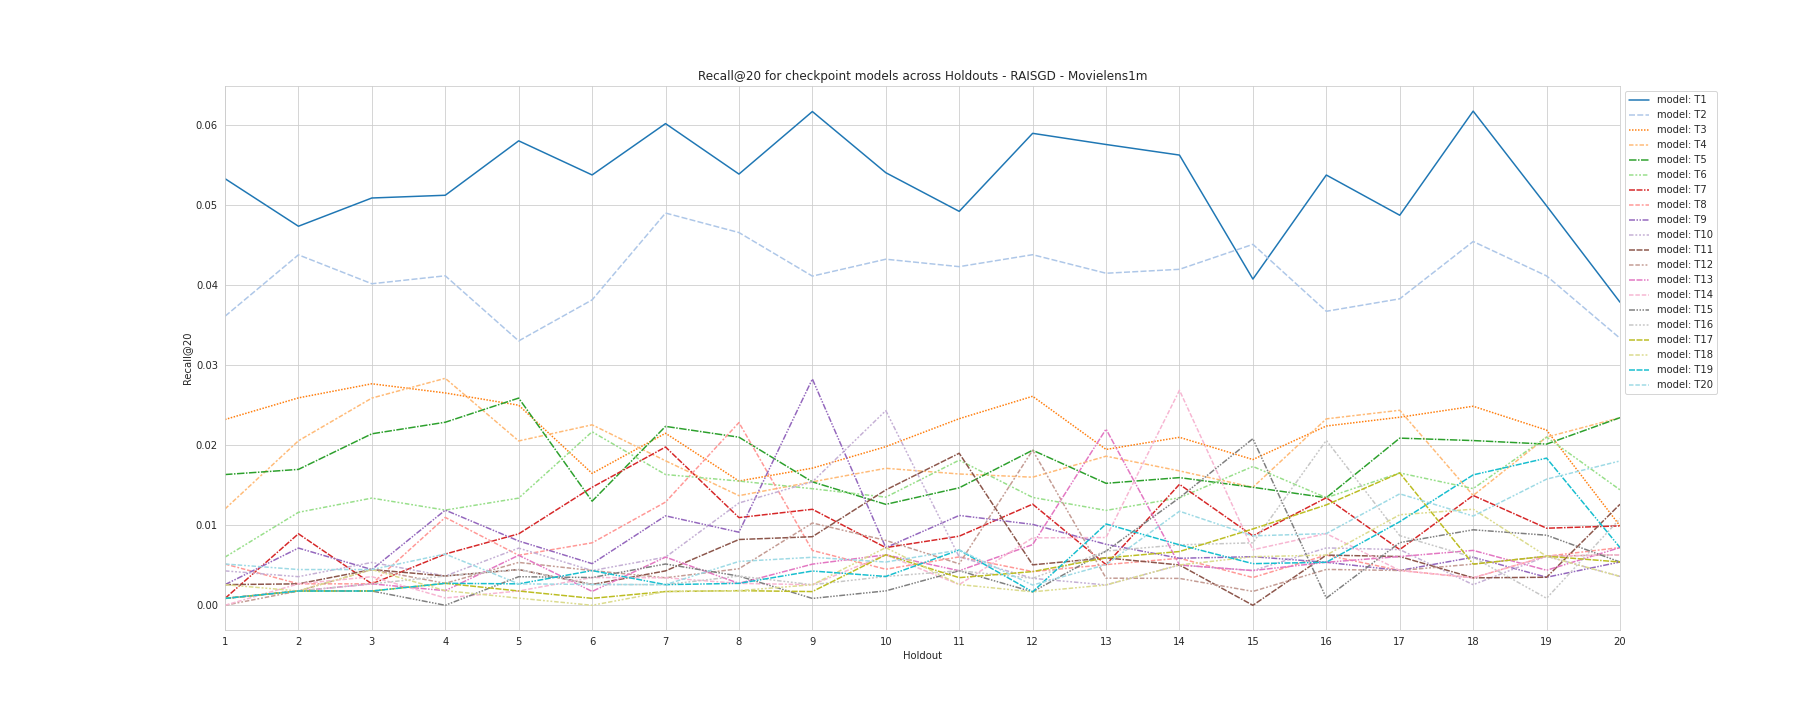 Recall@20 for checkpoint models across Holdouts - RAISGD - Movielens1m
model: T1
model: T2
model: T3
model: T4
model: T5
model: T6
model: T7
model: T8
model: T9
model: T10
model: T11
model: T12
model: T13
model: T14
model: T15
model: T16
model: T17
model: T18
model: T19
model: T20
Recall@20
0.06
0.05
0.04
0.03
0.02
0.01
0.00
1 2 3 4 5 6 7 8 9 10 11 12 13 14 15 16 17 18 19 20
Holdout